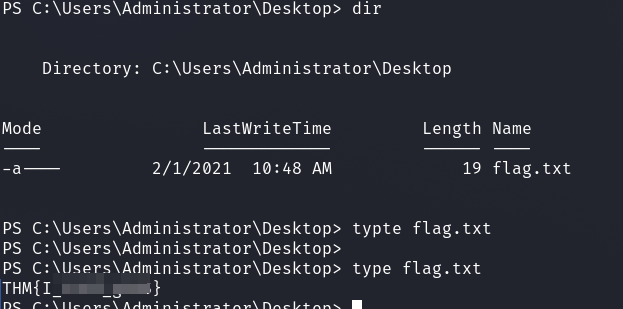 PS C:\Users\Administrator\Desktop> dir
Directory: C:\Users\Administrator\Desktop
Mode LastWriteTime Length Name
---- ------------- ------ ----
-a---- 2/1/2021 10:48 AM 19 flag.txt
PS C:\Users\Administrator\Desktop> typte flag.txt
PS C:\Users\Administrator\Desktop>
PS C:\Users\Administrator\Desktop> type flag.txt
THM{I_
PS C:\Users\Administrator\Desktop>